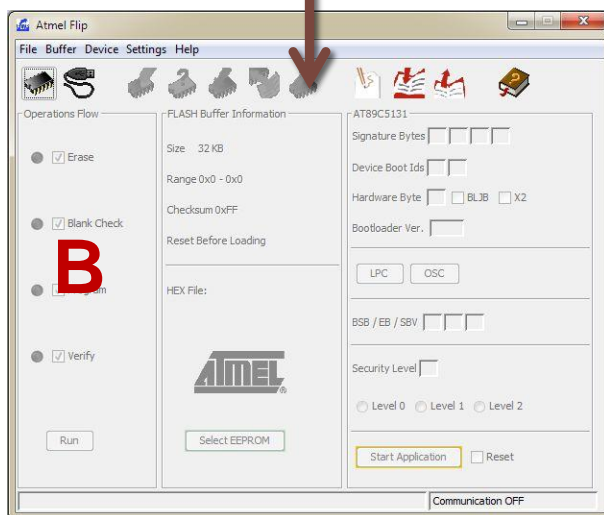 Atmel Flip
File Buffer Device Settings Help
Operations Flow
Erase
Blank Check
B
Verify
Run
FLASH Buffer Information
Size 32 KB
Range 0x0 - 0x0
Checksum 0xFF
Reset Before Loading
HEX File:
ATMEL
Select EEPROM
AT89C5131
Signature Bytes
Device Boot Ids
Hardware Byte BLJB X2
Bootloader Ver.
LPC OSC
BSB / EB / SBV
Security Level
Level 0 Level 1 Level 2
Start Application Reset
Communication OFF